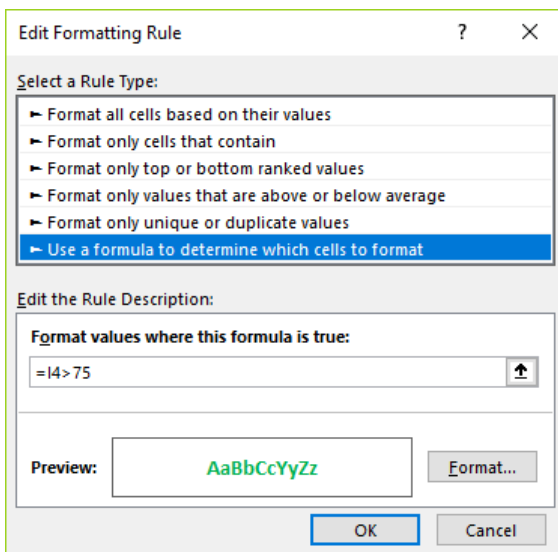 Edit Formatting Rule ?
Select a Rule Type:
► Format all cells based on their values
► Format only cells that contain
► Format only top or bottom ranked values
► Format only values that are above or below average
► Format only unique or duplicate values
► Use a formula to determine which cells to format
Edit the Rule Description:
Format values where this formula is true:
=I4>75
Preview: AaBbCcYyZz Format...
OK Cancel